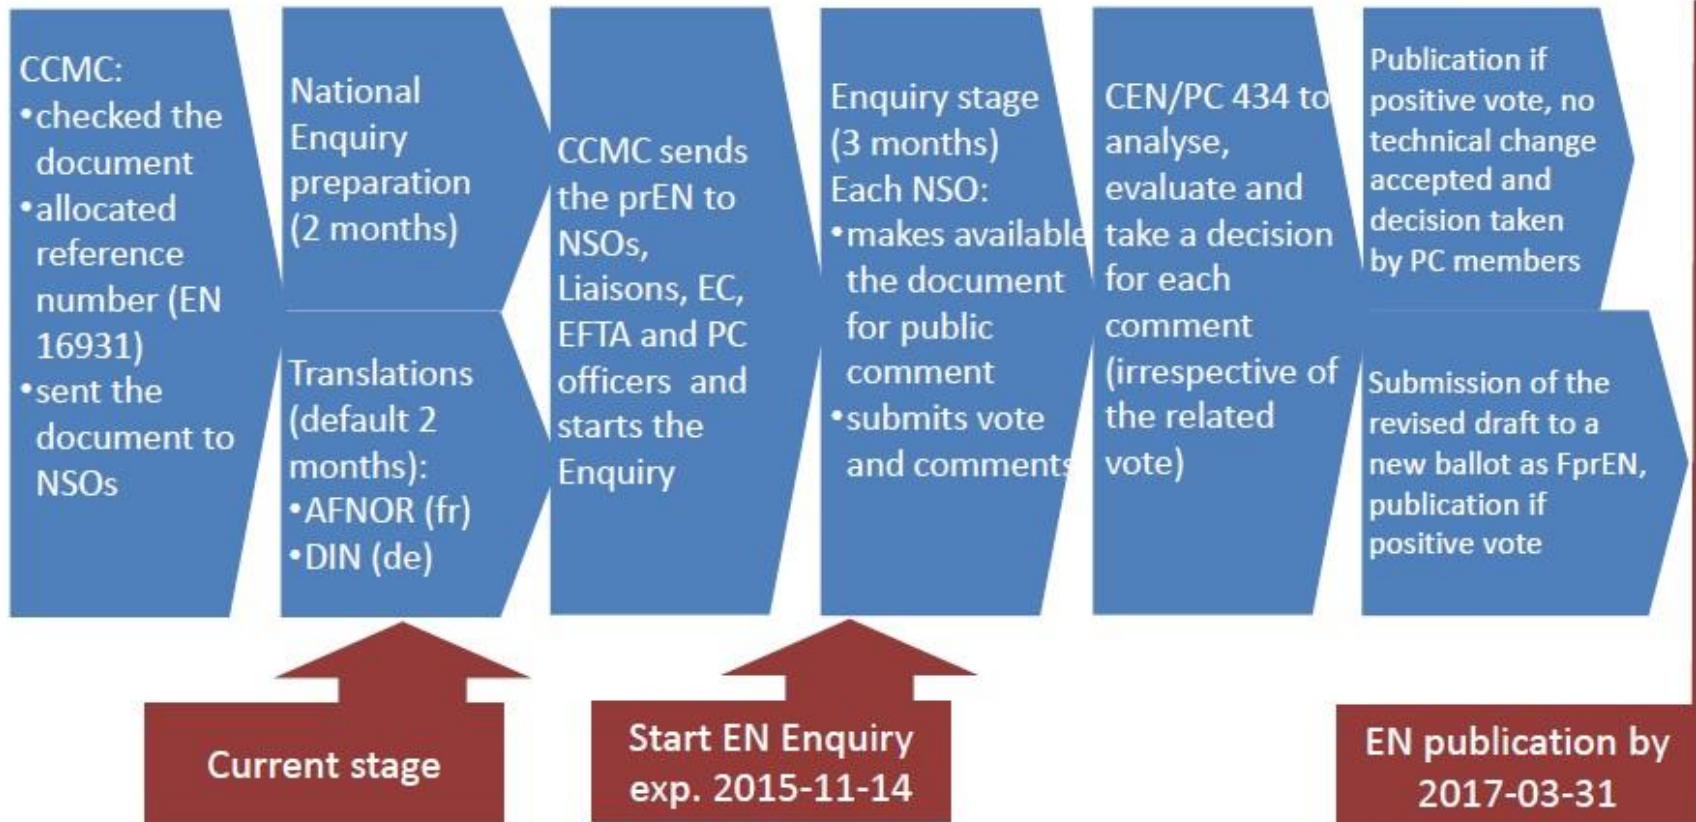 CCMC:
•checked the
document
•allocated
reference
number (EN
16931)
•sent the
document to
NSOs
National
Enquiry
preparation
(2 months)
Translations
(default 2
months):
•AFNOR (fr)
•DIN (de)
CCMC sends
the prEN to
NSOs,
Liaisons, EC,
EFTA and PC
officers and
starts the
Enquiry
Enquiry stage
(3 months)
Each NSO:
•makes available
the document
for public
comment
•submits vote
and comments
CEN/PC 434 to
analyse,
evaluate and
take a decision
for each
comment
(irrespective of
the related
vote)
Publication if
positive vote, no
technical change
accepted and
decision taken
by PC members
Submission of the
revised draft to a
new ballot as FprEN,
publication if
positive vote
Current stage
Start EN Enquiry
exp. 2015-11-14
EN publication by
2017-03-31